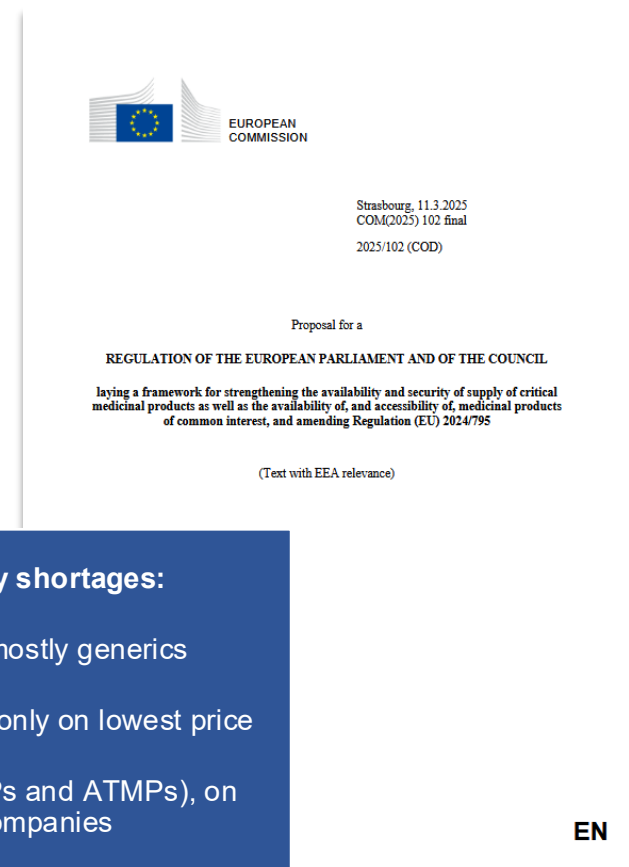 EUROPEAN
COMMISSION
Strasbourg, 11.3.2025
COM(2025) 102 final
2025/102 (COD)
Proposal for a
REGULATION OF THE EUROPEAN PARLIAMENT AND OF THE COUNCIL
laying a framework for strengthening the availability and security of supply of critical
medicinal products as well as the availability of, and accessibility of, medicinal products
of common interest, and amending Regulation (EU) 2024/795
(Text with EEA relevance)
shortages:
generics
only on lowest price
and ATMPs), on
EN